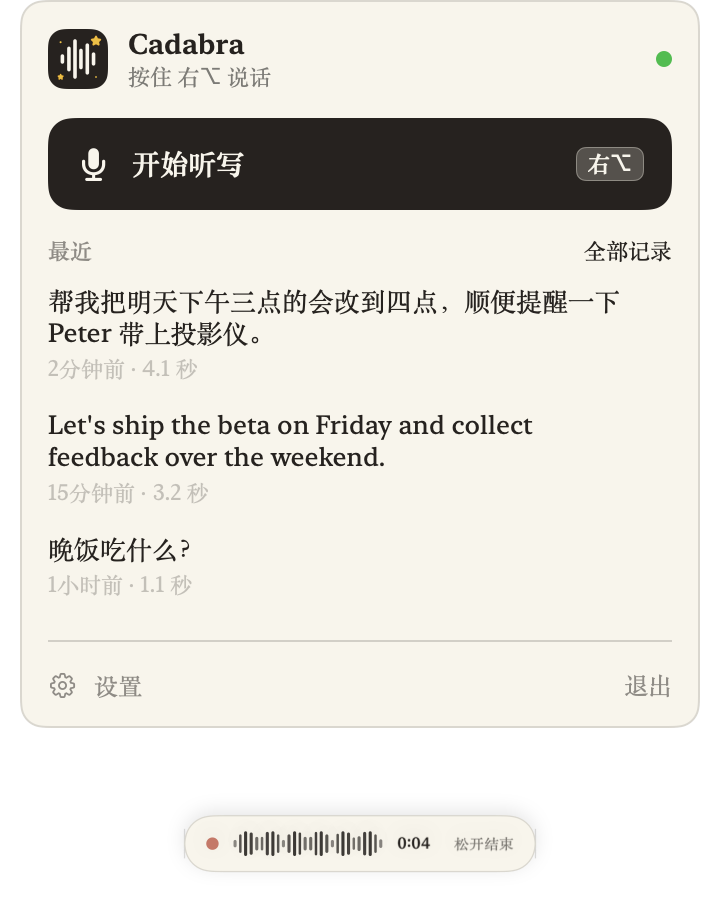 Cadabra
按住 右⌥ 说话
开始听写 右⌥
最近 全部记录
帮我把明天下午三点的会改到四点，顺便提醒一下
Peter 带上投影仪。
2分钟前 · 4.1 秒
Let's ship the beta on Friday and collect
feedback over the weekend.
15分钟前 · 3.2 秒
晚饭吃什么？
1小时前 · 1.1 秒
设置 退出
0:04 松开结束